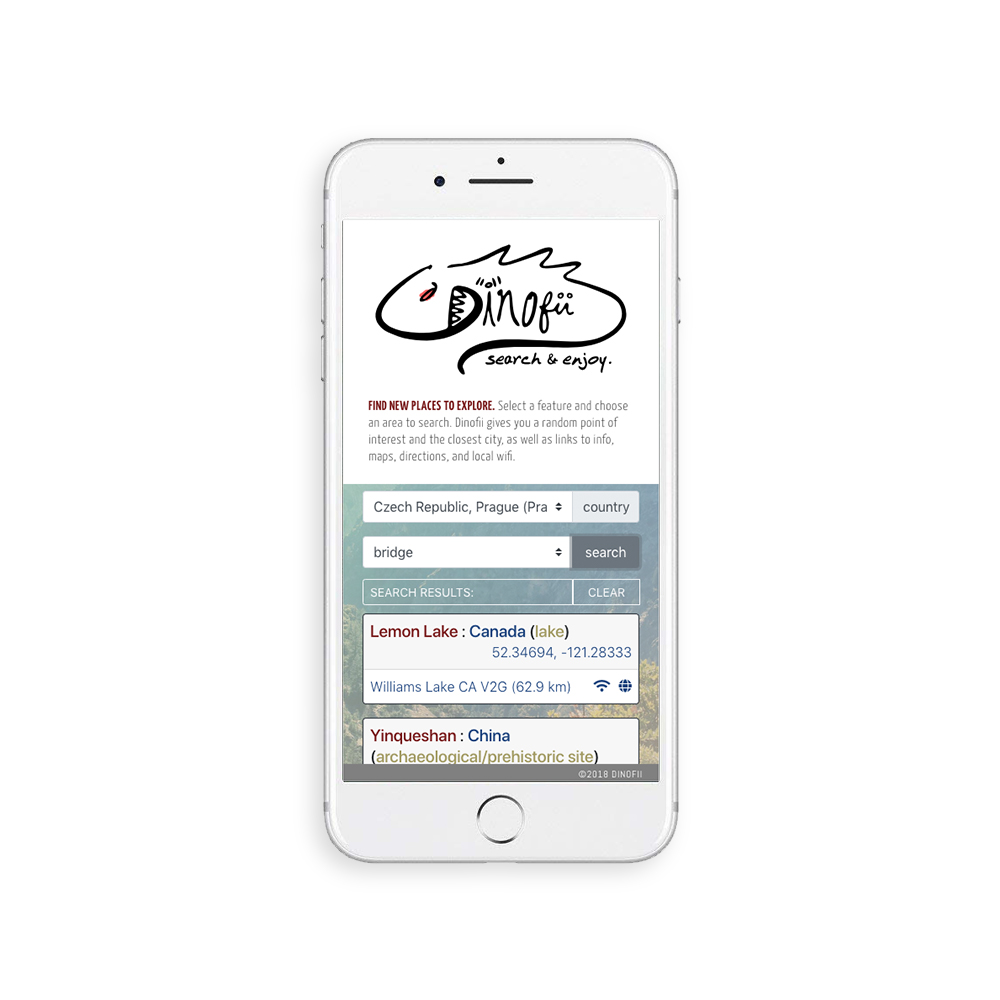 Dinofii
search & enjoy.
FIND NEW PLACES TO EXPLORE. Select a feature and choose
an area to search. Dinofii gives you a random point of
interest and the closest city, as well as links to info,
maps, directions, and local wifi.
Czech Republic, Prague (Pra country
bridge search
SEARCH RESULTS: CLEAR
Lemon Lake : Canada (lake)
52.34694, -121.28333
Williams Lake CA V2G (62.9 km)
Yinqueshan : China
(archaeological/prehistoric site)
©2018 DINOFII